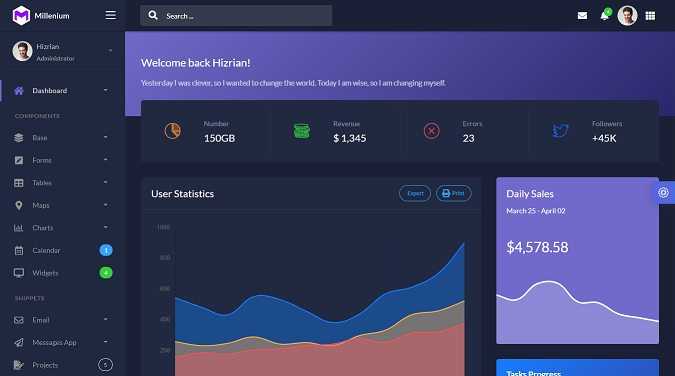 Millenium
Search ...
4
Hizrian
Administrator
Dashboard
COMPONENTS
Base
Forms
Tables
Maps
Charts
Calendar
1
Widgets
4
SNIPPETS
Email
Messages App
Projects
5
Welcome back Hizrian!
Yesterday I was clever, so I wanted to change the world. Today I am wise, so I am changing myself.
Number
150GB
Revenue
$ 1,345
Errors
23
Followers
+45K
User Statistics
Export
Print
1000
800
600
400
200
Daily Sales
March 25 - April 02
$4,578.58
Tasks Progress